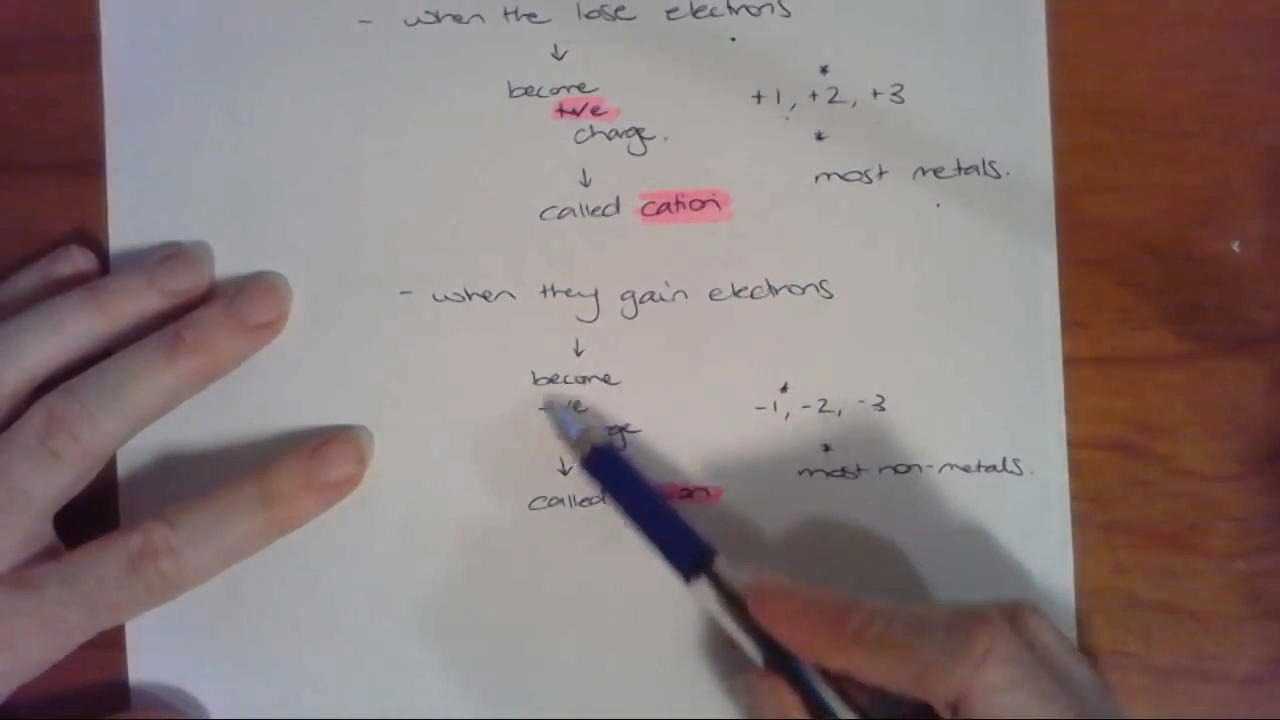 - when the lose electrons
↓
become
+ve
charge.
↓
called cation
*
+1, +2, +3
*
most metals.
- when they gain electrons
↓
become
-ve
↓
called
*
-1, -2, -3
*
most non-metals.